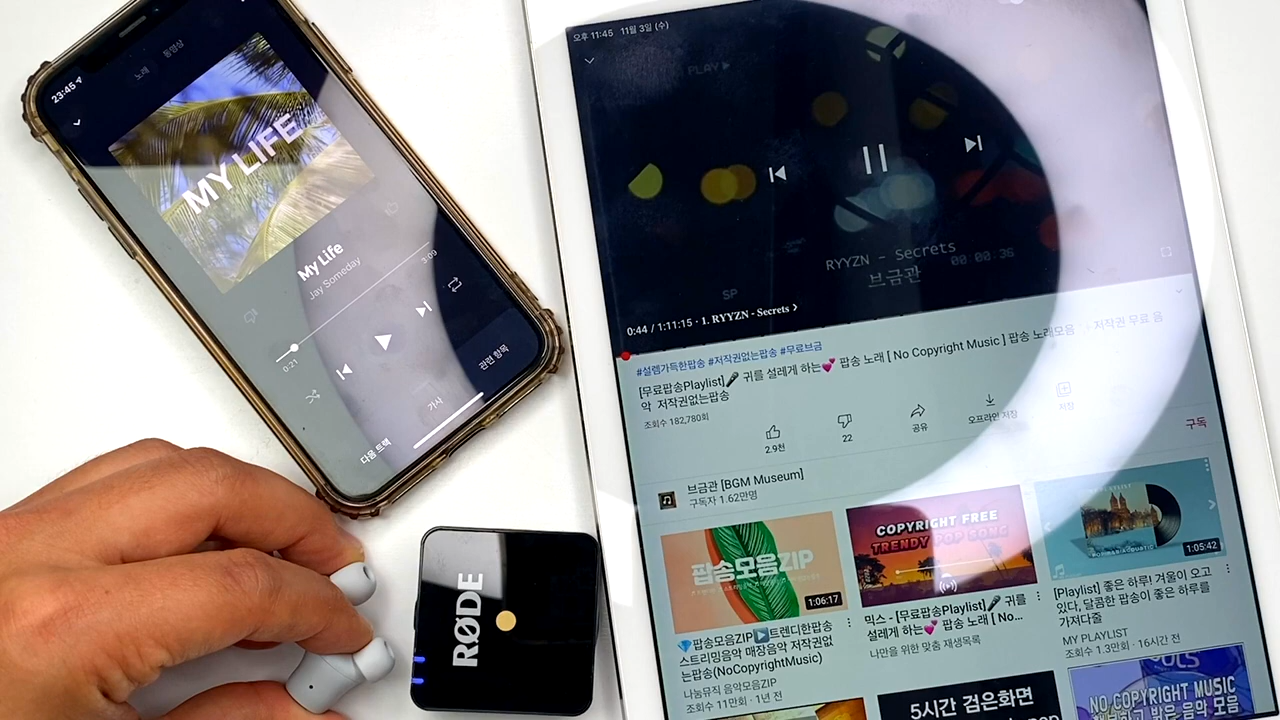 23:45
노래 동영상
MY LIFE
My Life
Jay Someday
0:21 3:09
다음 트랙 가사 관련 항목
RØDE
오후 11:45 11월 3일 (수)
PLAY
RYYZN - Secrets
브금관 00:00:36
SP
0:44 / 1:11:15 · 1. RYYZN - Secrets
#설렘가득한팝송 #저작권없는팝송 #무료브금
[무료팝송Playlist]🎤 귀를 설레게 하는💕 팝송 노래 [ No Copyright Music ] 팝송 노래모음 저작권 무료 음
악 저작권없는팝송
조회수 182,780회
2.9천 22 공유 오프라인 저장 저장
브금관 [BGM Museum]
구독자 1.62만명
구독
팝송모음ZIP
1:06:17
💎팝송모음ZIP▶트렌디한팝송
스트리밍음악 매장음악 저작권없
는팝송(NoCopyrightMusic)
나눔뮤직 음악모음ZIP
조회수 11만회 · 1년 전
COPYRIGHT FREE
TRENDY POP SONG
믹스 - [무료팝송Playlist]🎤 귀를
설레게 하는💕 팝송 노래 [ No...
나만을 위한 맞춤 재생목록
1:05:42
[Playlist] 좋은 하루! 겨울이 오고
있다, 달콤한 팝송이 좋은 하루를
가져다줄
MY PLAYLIST
조회수 1.3만회 · 16시간 전
5시간 검은화면
NO COPYRIGHT MUSIC